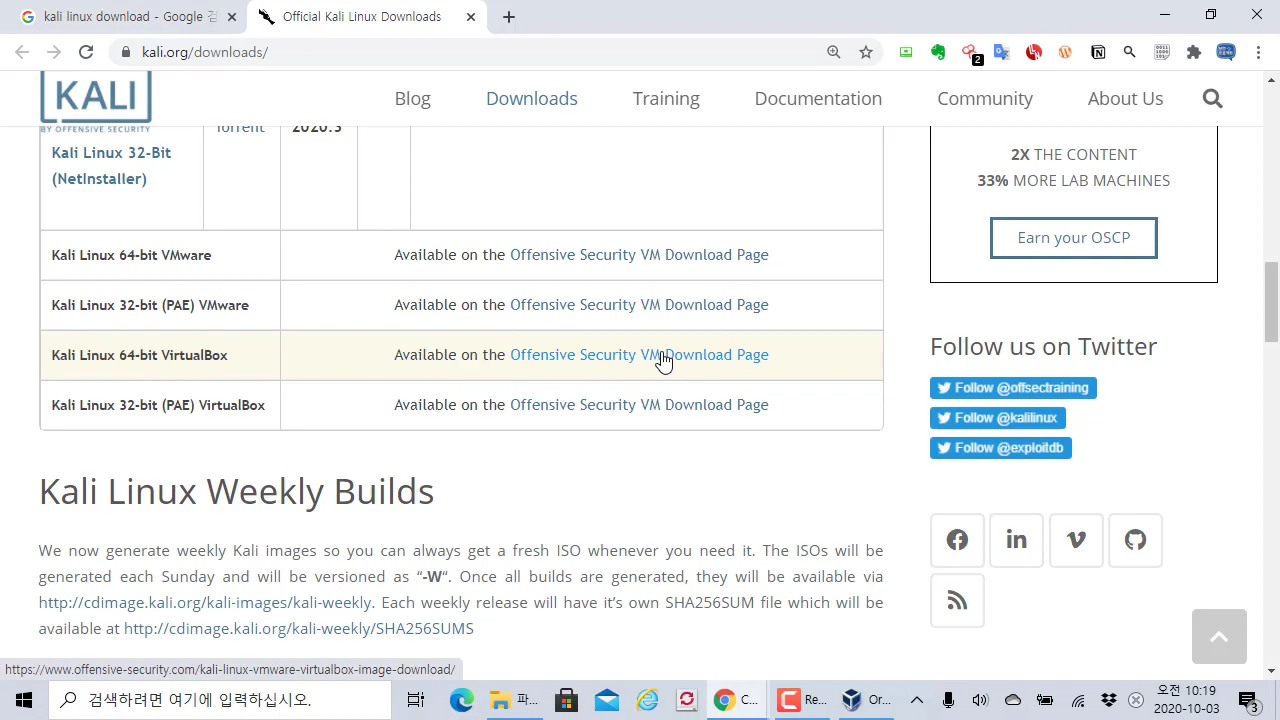 kali linux download - Google 검
Official Kali Linux Downloads
kali.org/downloads/
2
KALI
BY OFFENSIVE SECURITY
Blog
Downloads
Training
Documentation
Community
About Us
Torrent
2020.3
Kali Linux 32-Bit
(NetInstaller)
Kali Linux 64-bit VMware
Available on the Offensive Security VM Download Page
Kali Linux 32-bit (PAE) VMware
Available on the Offensive Security VM Download Page
Kali Linux 64-bit VirtualBox
Available on the Offensive Security VM Download Page
Kali Linux 32-bit (PAE) VirtualBox
Available on the Offensive Security VM Download Page
2X THE CONTENT
33% MORE LAB MACHINES
Earn your OSCP
Follow us on Twitter
Follow @offsectraining
Follow @kalilinux
Follow @exploitdb
Kali Linux Weekly Builds
We now generate weekly Kali images so you can always get a fresh ISO whenever you need it. The ISOs will be
generated each Sunday and will be versioned as “-W“. Once all builds are generated, they will be available via
http://cdimage.kali.org/kali-images/kali-weekly. Each weekly release will have it’s own SHA256SUM file which will be
available at http://cdimage.kali.org/kali-weekly/SHA256SUMS
https://www.offensive-security.com/kali-linux-vmware-virtualbox-image-download/
검색하려면 여기에 입력하십시오.
파...
C...
Re...
Or...
오전 10:19
2020-10-03
3